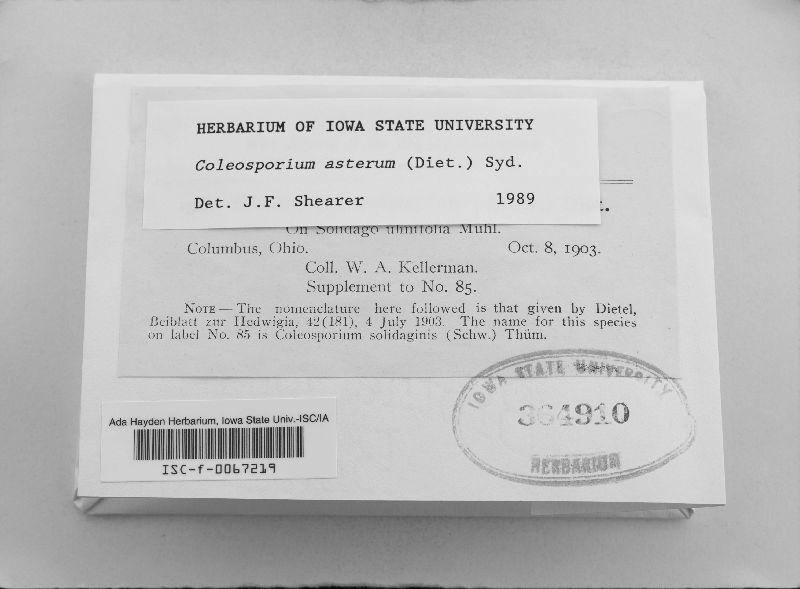 HERBARIUM OF IOWA STATE UNIVERSITY
Coleosporium asterum (Diet.) Syd.
Det. J.F. Shearer 1989
On Solidago ulmifolia Muhl.
Columbus, Ohio. Oct. 8, 1903.
Coll. W. A. Kellerman.
Supplement to No. 85.
NOTE — The nomenclature here followed is that given by Dietel,
Beiblatt zur Hedwigia, 42(181), 4 July 1903. The name for this species
on label No. 85 is Coleosporium solidaginis (Schw.) Thüm.
IOWA STATE UNIVERSITY
364910
HERBARIUM
Ada Hayden Herbarium, Iowa State Univ.-ISC/IA
ISC-f-0067219